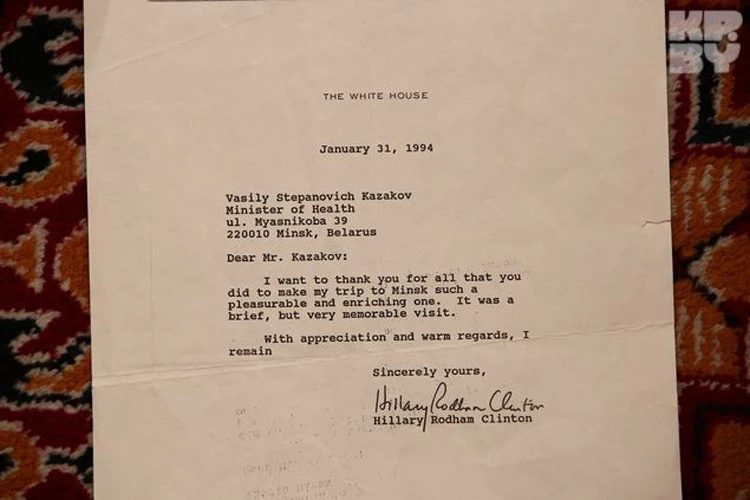 KP.
BY
THE WHITE HOUSE
January 31, 1994
Vasily Stepanovich Kazakov
Minister of Health
ul. Myasnikoba 39
220010 Minsk, Belarus
Dear Mr. Kazakov:
I want to thank you for all that you
did to make my trip to Minsk such a
pleasurable and enriching one. It was a
brief, but very memorable visit.
With appreciation and warm regards, I
remain
Sincerely yours,
Hillary Rodham Clinton
Hillary Rodham Clinton